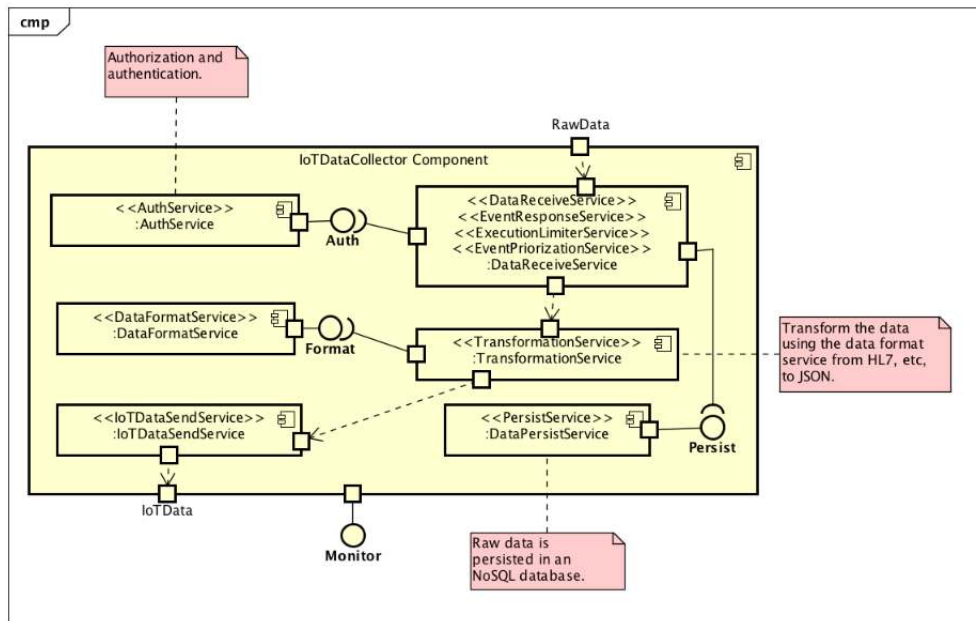 cmp
Authorization and
authentication.
RawData
IoTDataCollector Component
<<AuthService>>
:AuthService
Auth
<<DataReceiveService>>
<<EventResponseService>>
<<ExecutionLimiterService>>
<<EventPriorizationService>>
:DataReceiveService
<<DataFormatService>>
:DataFormatService
Format
<<TransformationService>>
:TransformationService
Transform the data
using the data format
service from HL7, etc,
to JSON.
<<IoTDataSendService>>
:IoTDataSendService
<<PersistService>>
:DataPersistService
Persist
IoTData
Monitor
Raw data is
persisted in an
NoSQL database.